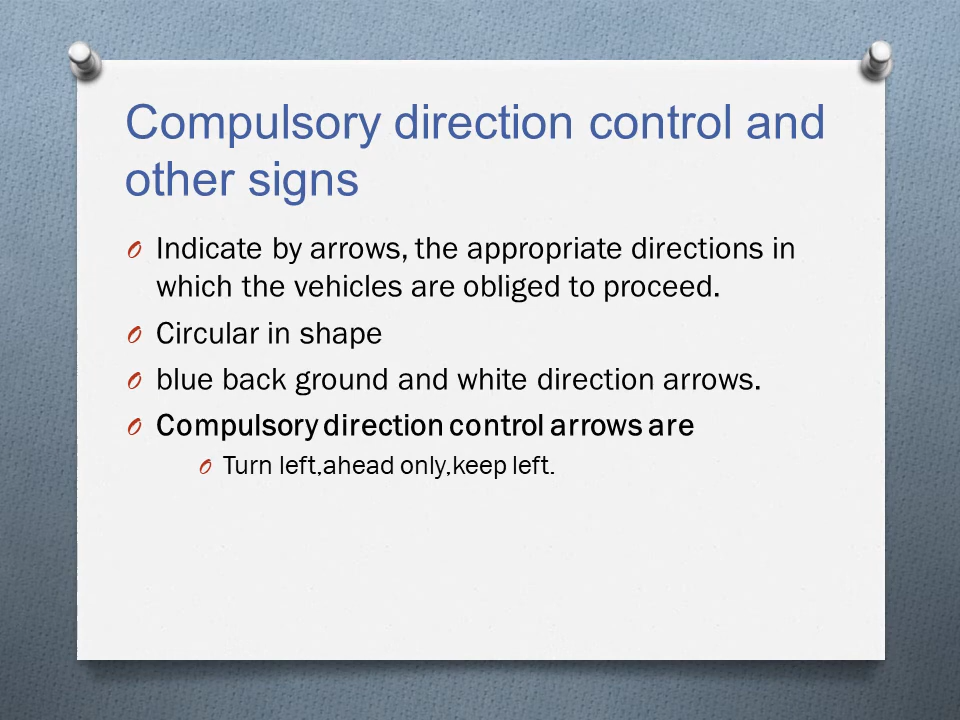 Compulsory direction control and
other signs
Indicate by arrows, the appropriate directions in
which the vehicles are obliged to proceed.
Circular in shape
blue back ground and white direction arrows.
Compulsory direction control arrows are
Turn left,ahead only,keep left.